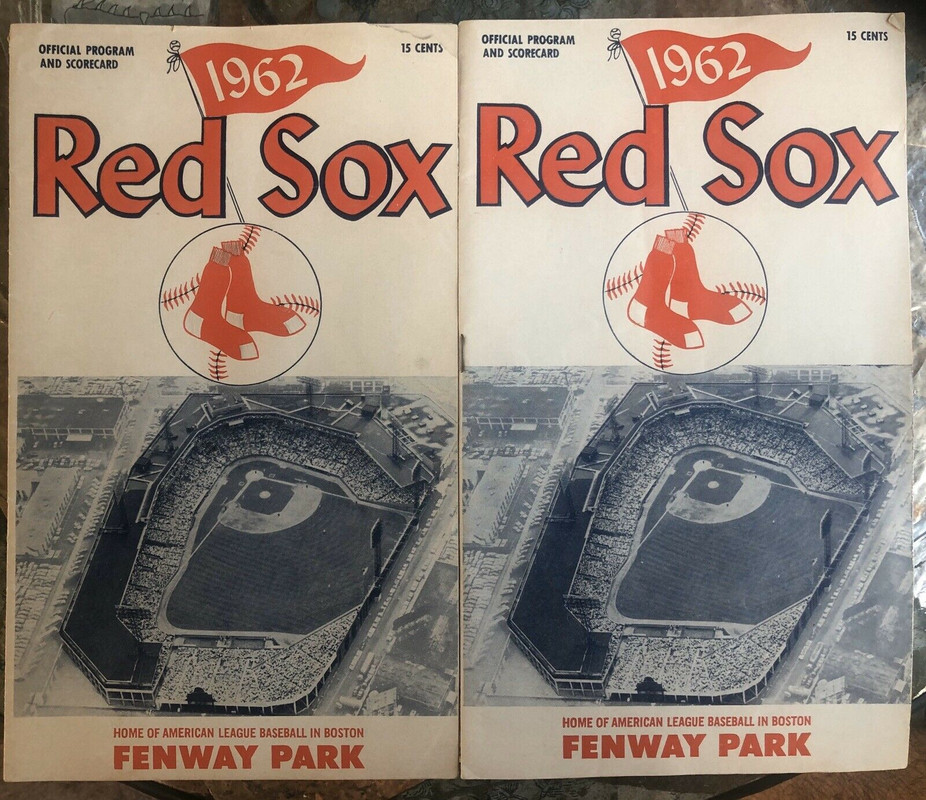 OFFICIAL PROGRAM
AND SCORECARD
15 CENTS
1962
Red Sox
HOME OF AMERICAN LEAGUE BASEBALL IN BOSTON
FENWAY PARK
OFFICIAL PROGRAM
AND SCORECARD
15 CENTS
1962
Red Sox
HOME OF AMERICAN LEAGUE BASEBALL IN BOSTON
FENWAY PARK